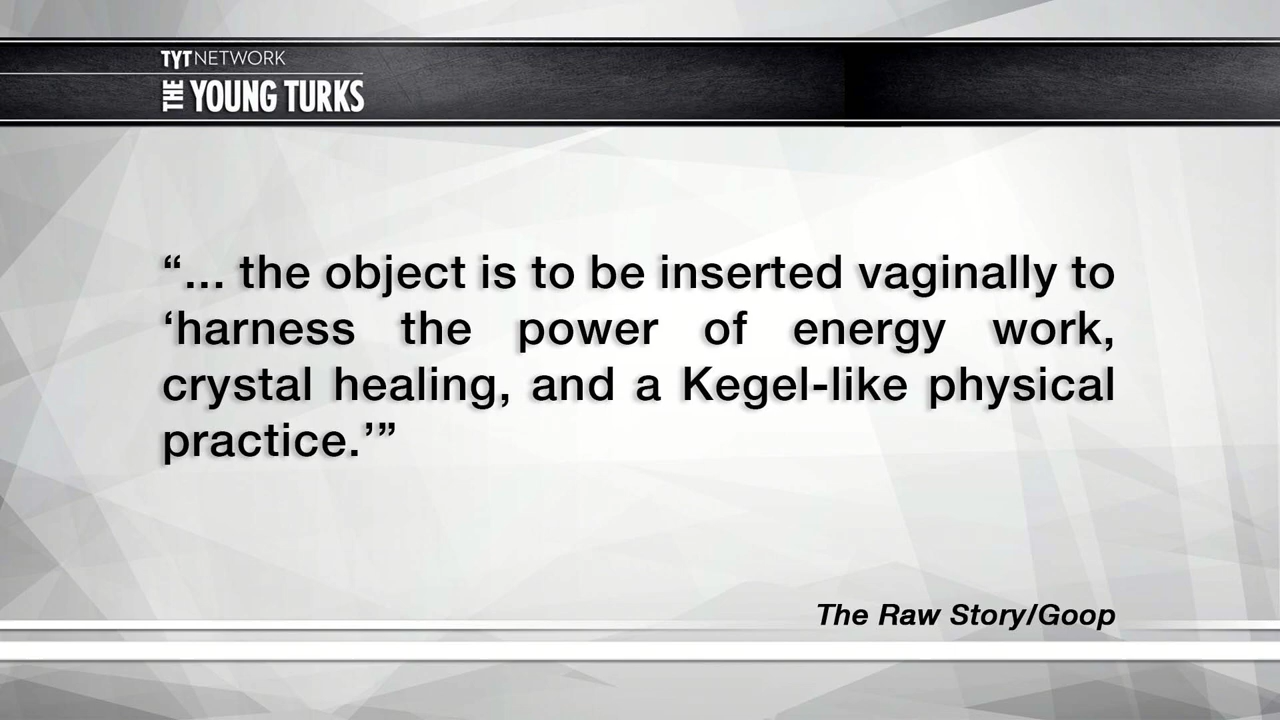 TYT NETWORK
THE YOUNG TURKS
“... the object is to be inserted vaginally to
‘harness the power of energy work,
crystal healing, and a Kegel-like physical
practice.’”
The Raw Story/Goop